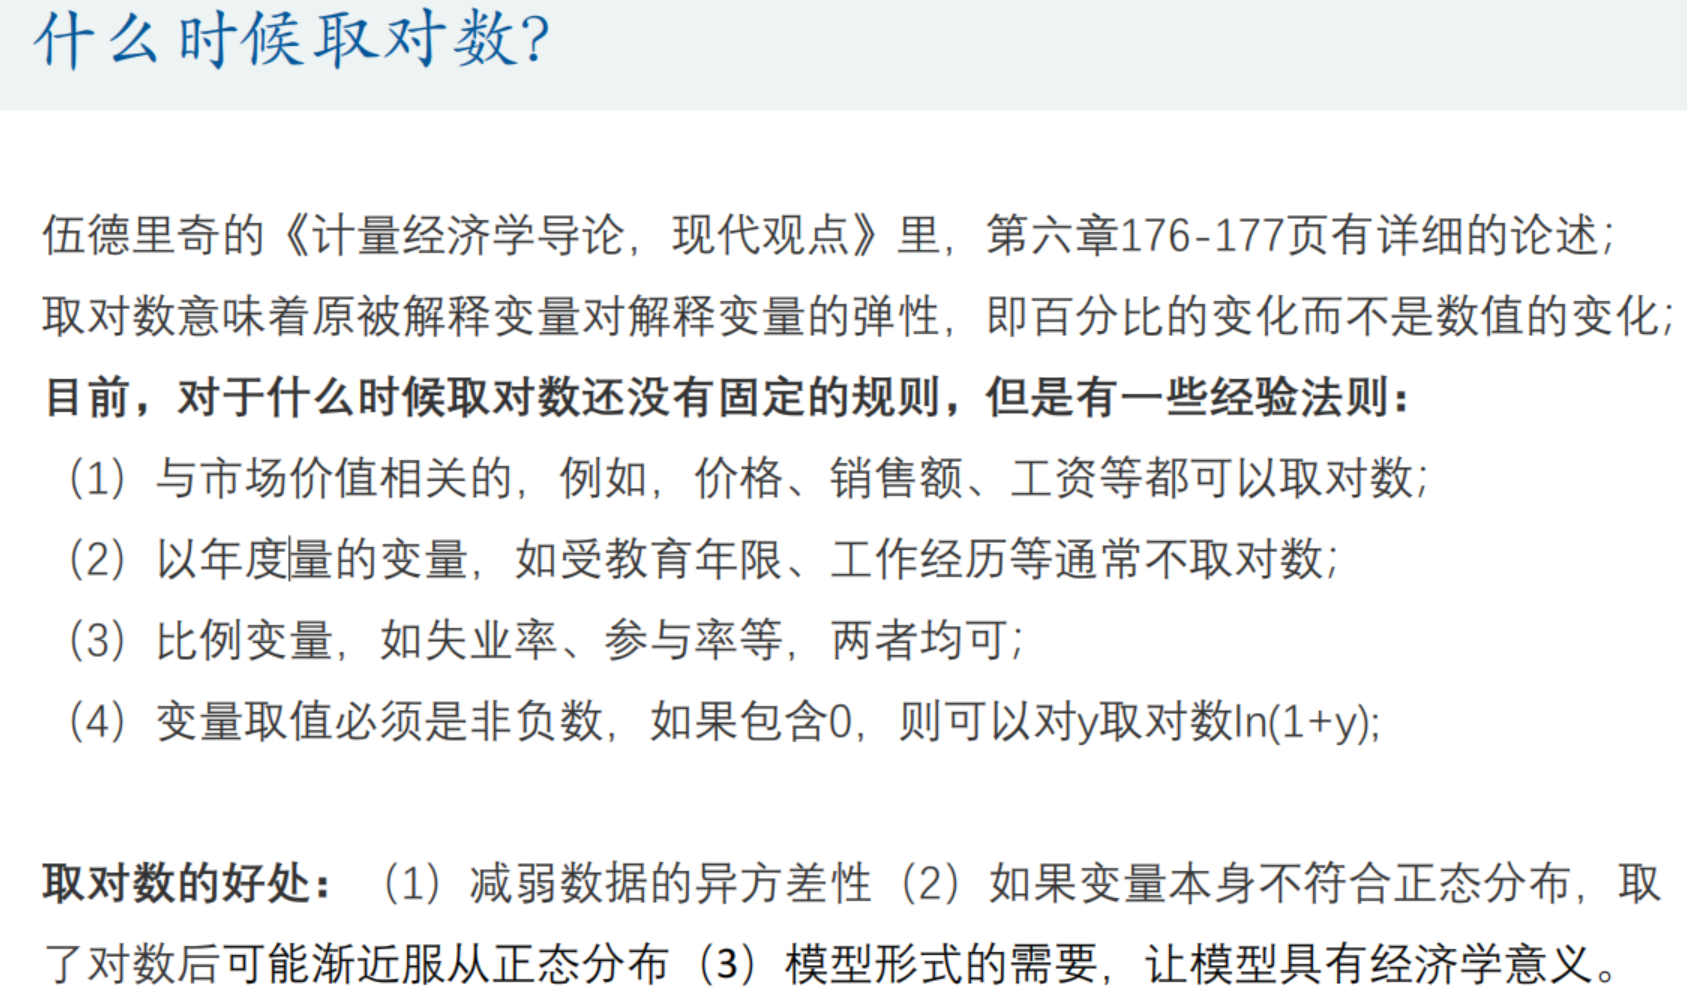 什么时候取对数?
伍德里奇的《计量经济学导论，现代观点》里，第六章176-177页有详细的论述；
取对数意味着原被解释变量对解释变量的弹性，即百分比的变化而不是数值的变化；
目前，对于什么时候取对数还没有固定的规则，但是有一些经验法则：
（1）与市场价值相关的，例如，价格、销售额、工资等都可以取对数；
（2）以年度量的变量，如受教育年限、工作经历等通常不取对数；
（3）比例变量，如失业率、参与率等，两者均可；
（4）变量取值必须是非负数，如果包含0，则可以对y取对数ln(1+y);
取对数的好处：（1）减弱数据的异方差性（2）如果变量本身不符合正态分布，取
了对数后可能渐近服从正态分布（3）模型形式的需要，让模型具有经济学意义。